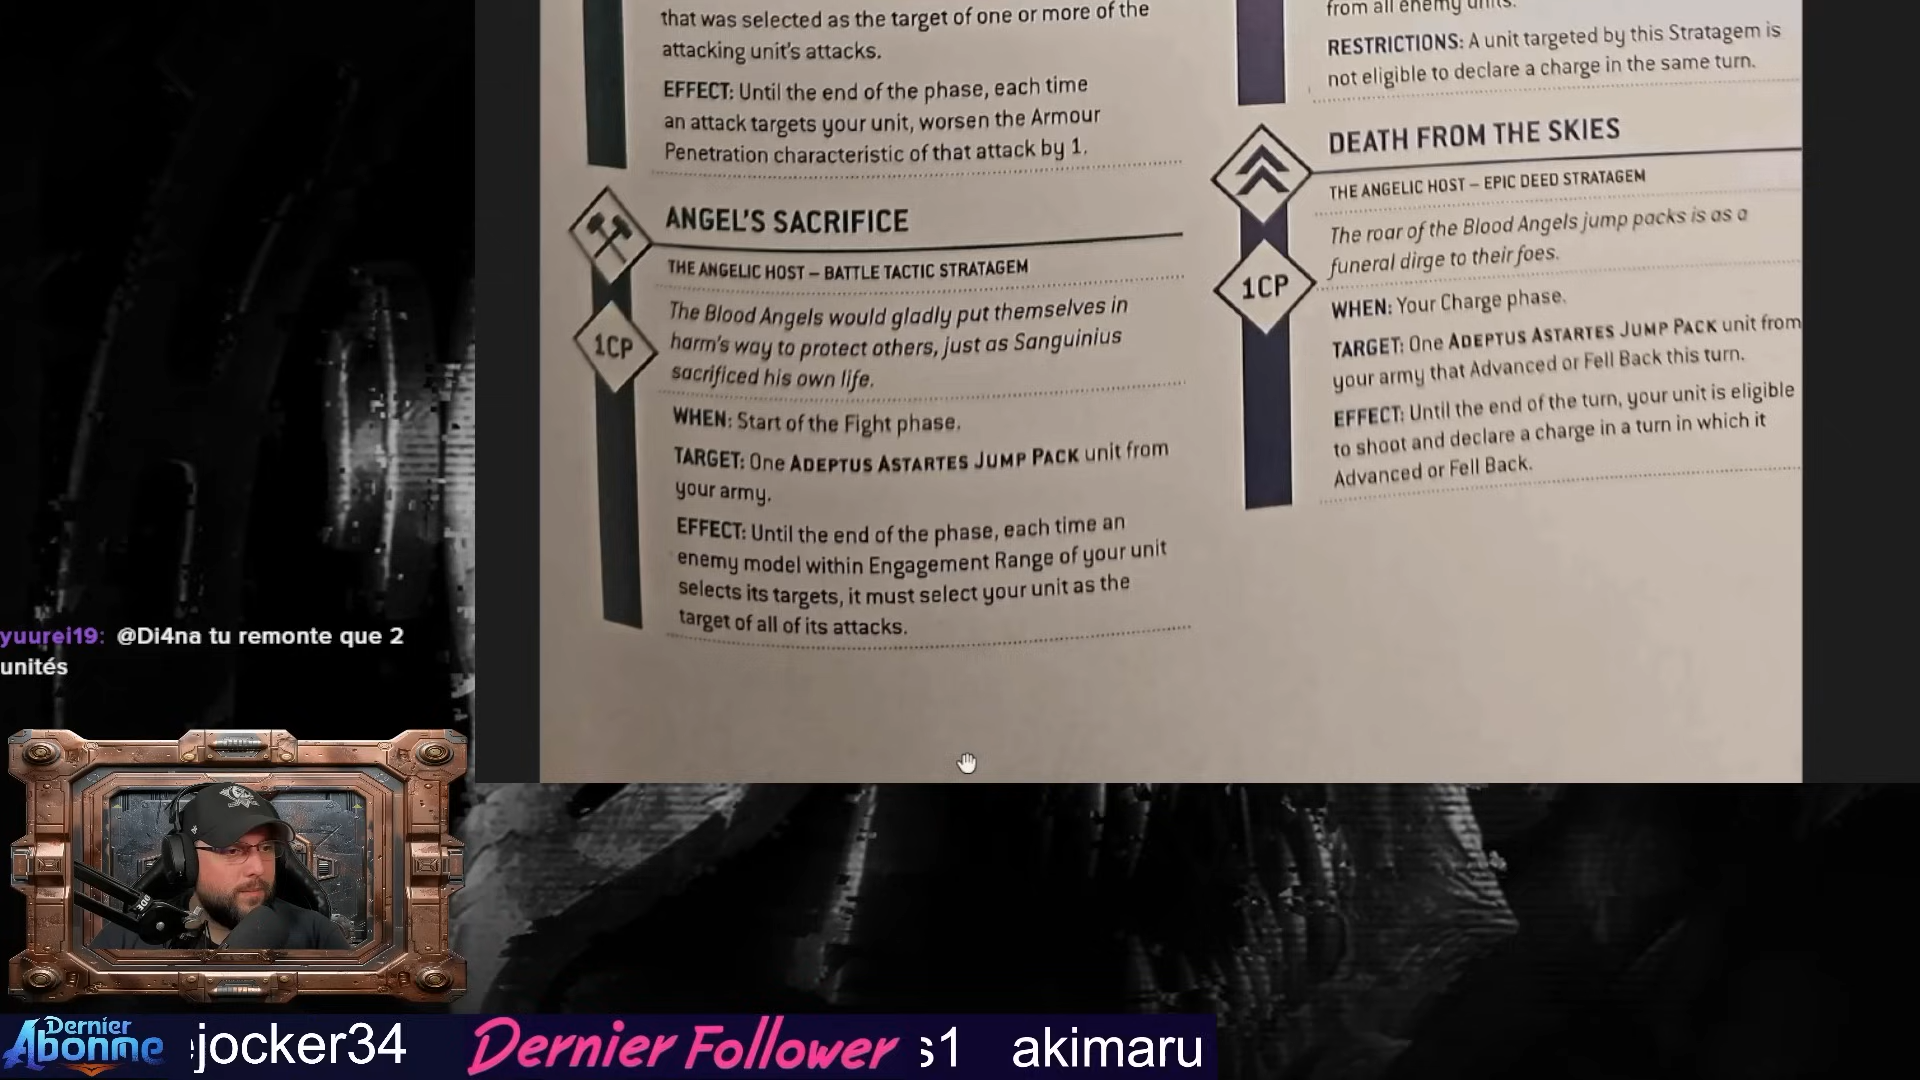 that was selected as the target of one or more of the
attacking unit's attacks.
EFFECT: Until the end of the phase, each time
an attack targets your unit, worsen the Armour
Penetration characteristic of that attack by 1.
ANGEL'S SACRIFICE
THE ANGELIC HOST – BATTLE TACTIC STRATAGEM
1CP
The Blood Angels would gladly put themselves in
harm's way to protect others, just as Sanguinius
sacrificed his own life.
WHEN: Start of the Fight phase.
TARGET: One ADEPTUS ASTARTES JUMP PACK unit from
your army.
EFFECT: Until the end of the phase, each time an
enemy model within Engagement Range of your unit
selects its targets, it must select your unit as the
target of all of its attacks.
from all enemy units.
RESTRICTIONS: A unit targeted by this Stratagem is
not eligible to declare a charge in the same turn.
DEATH FROM THE SKIES
THE ANGELIC HOST – EPIC DEED STRATAGEM
The roar of the Blood Angels jump packs is as a
funeral dirge to their foes.
1CP
WHEN: Your Charge phase.
TARGET: One ADEPTUS ASTARTES JUMP PACK unit from
your army that Advanced or Fell Back this turn.
EFFECT: Until the end of the turn, your unit is eligible
to shoot and declare a charge in a turn in which it
Advanced or Fell Back.
yuurei19: @Di4na tu remonte que 2
unités
Dernier
Abonné
jocker34
Dernier Follower
s1 akimaru